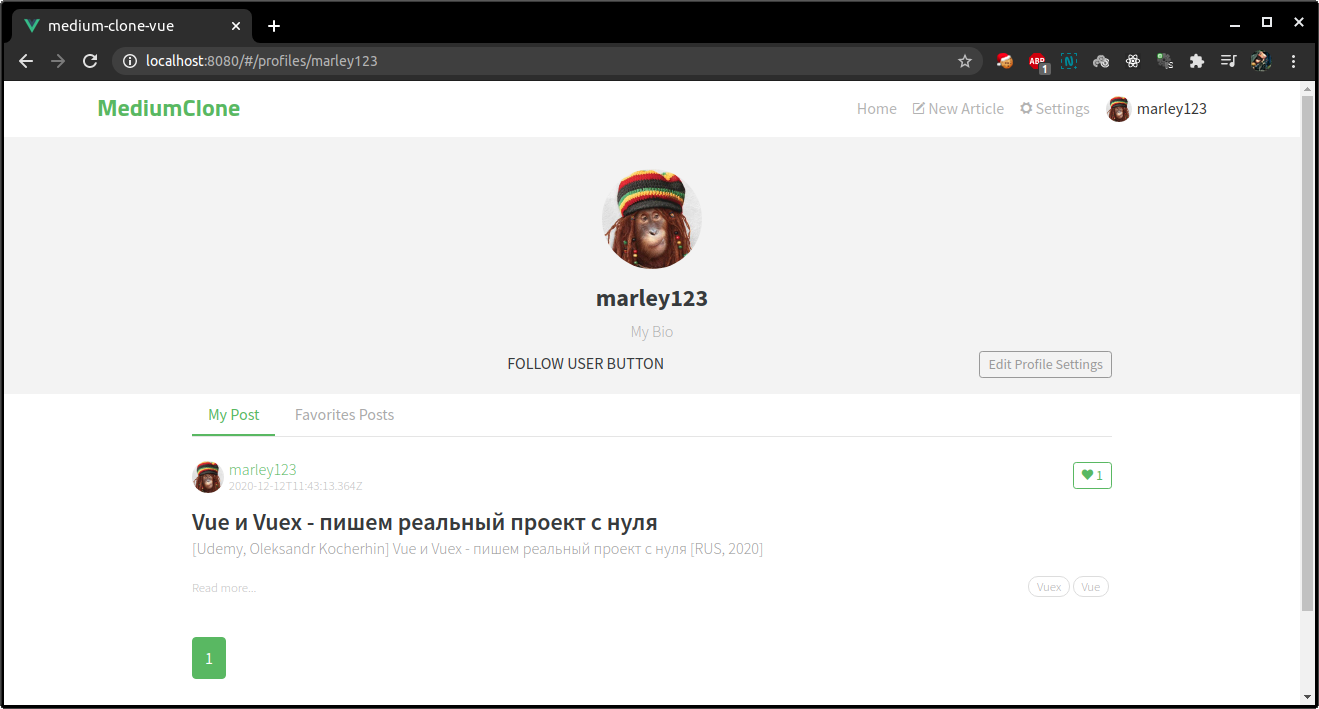 medium-clone-vue
localhost:8080/#/profiles/marley123
ABP
1
N
MediumClone
Home
New Article
Settings
marley123
marley123
My Bio
FOLLOW USER BUTTON
Edit Profile Settings
My Post
Favorites Posts
marley123
2020-12-12T11:43:13.364Z
1
Vue и Vuex - пишем реальный проект с нуля
[Udemy, Oleksandr Kocherhin] Vue и Vuex - пишем реальный проект с нуля [RUS, 2020]
Read more...
Vuex
Vue
1